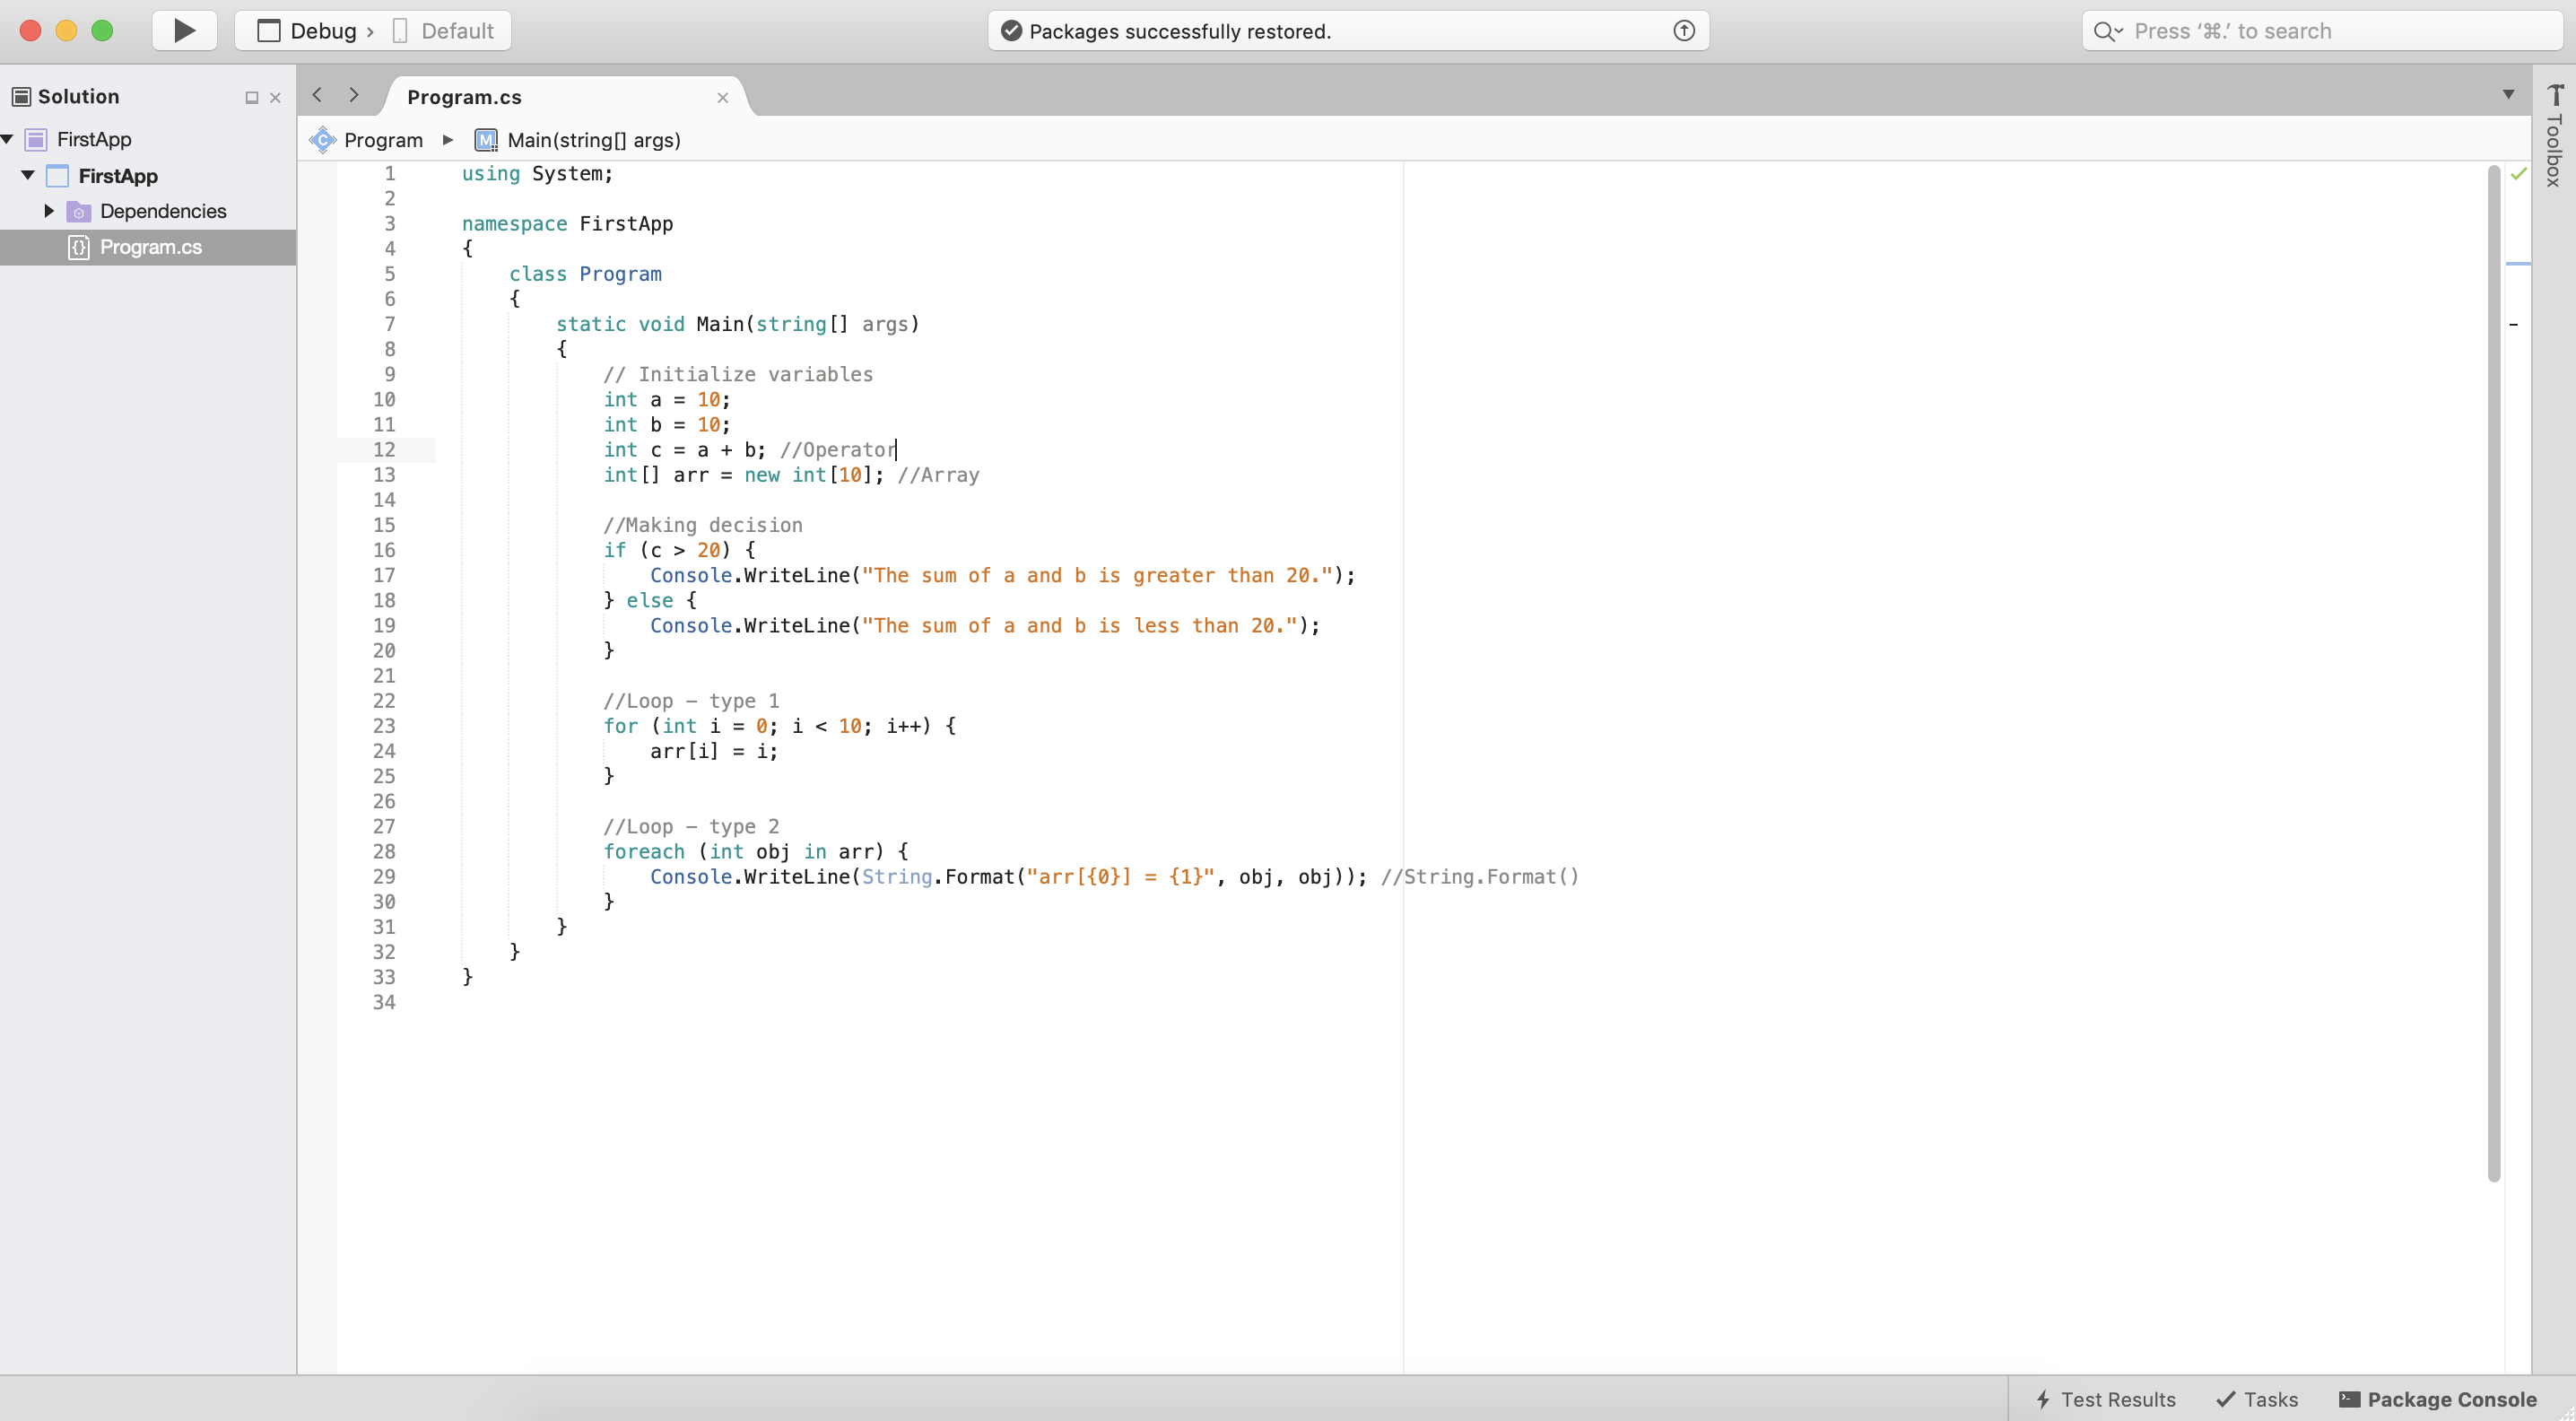 Debug › Default
Packages successfully restored.
Press ‘⌘.’ to search
Solution
FirstApp
FirstApp
Dependencies
Program.cs
Program.cs
Program ▸ Main(string[] args)
1 using System;
2
3 namespace FirstApp
4 {
5 class Program
6 {
7 static void Main(string[] args)
8 {
9 // Initialize variables
10 int a = 10;
11 int b = 10;
12 int c = a + b; //Operator
13 int[] arr = new int[10]; //Array
14
15 //Making decision
16 if (c > 20) {
17 Console.WriteLine("The sum of a and b is greater than 20.");
18 } else {
19 Console.WriteLine("The sum of a and b is less than 20.");
20 }
21
22 //Loop – type 1
23 for (int i = 0; i < 10; i++) {
24 arr[i] = i;
25 }
26
27 //Loop – type 2
28 foreach (int obj in arr) {
29 Console.WriteLine(String.Format("arr[{0}] = {1}", obj, obj)); //String.Format()
30 }
31 }
32 }
33 }
34
Toolbox
Test Results
Tasks
Package Console